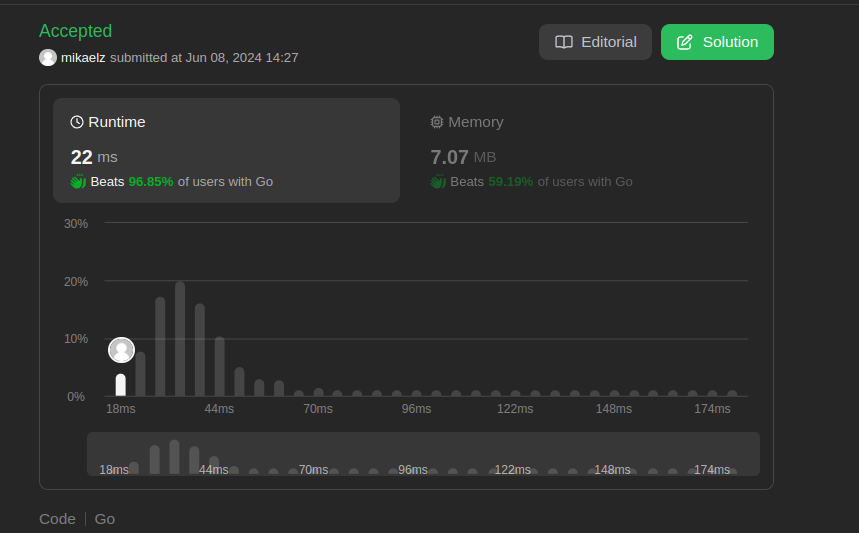 Accepted
mikaelz submitted at Jun 08, 2024 14:27
Editorial
Solution
Runtime
22 ms
Beats 96.85% of users with Go
Memory
7.07 MB
Beats 59.19% of users with Go
30%
20%
10%
0%
18ms 44ms 70ms 96ms 122ms 148ms 174ms
18ms 44ms 70ms 96ms 122ms 148ms 174ms
Code | Go